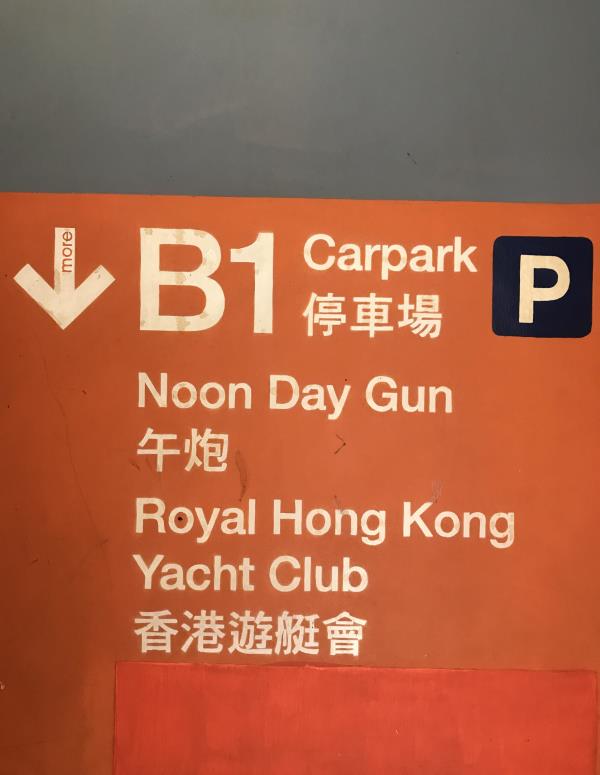 more
B1
Carpark
停車場
P
Noon Day Gun
午炮
Royal Hong Kong
Yacht Club
香港遊艇會